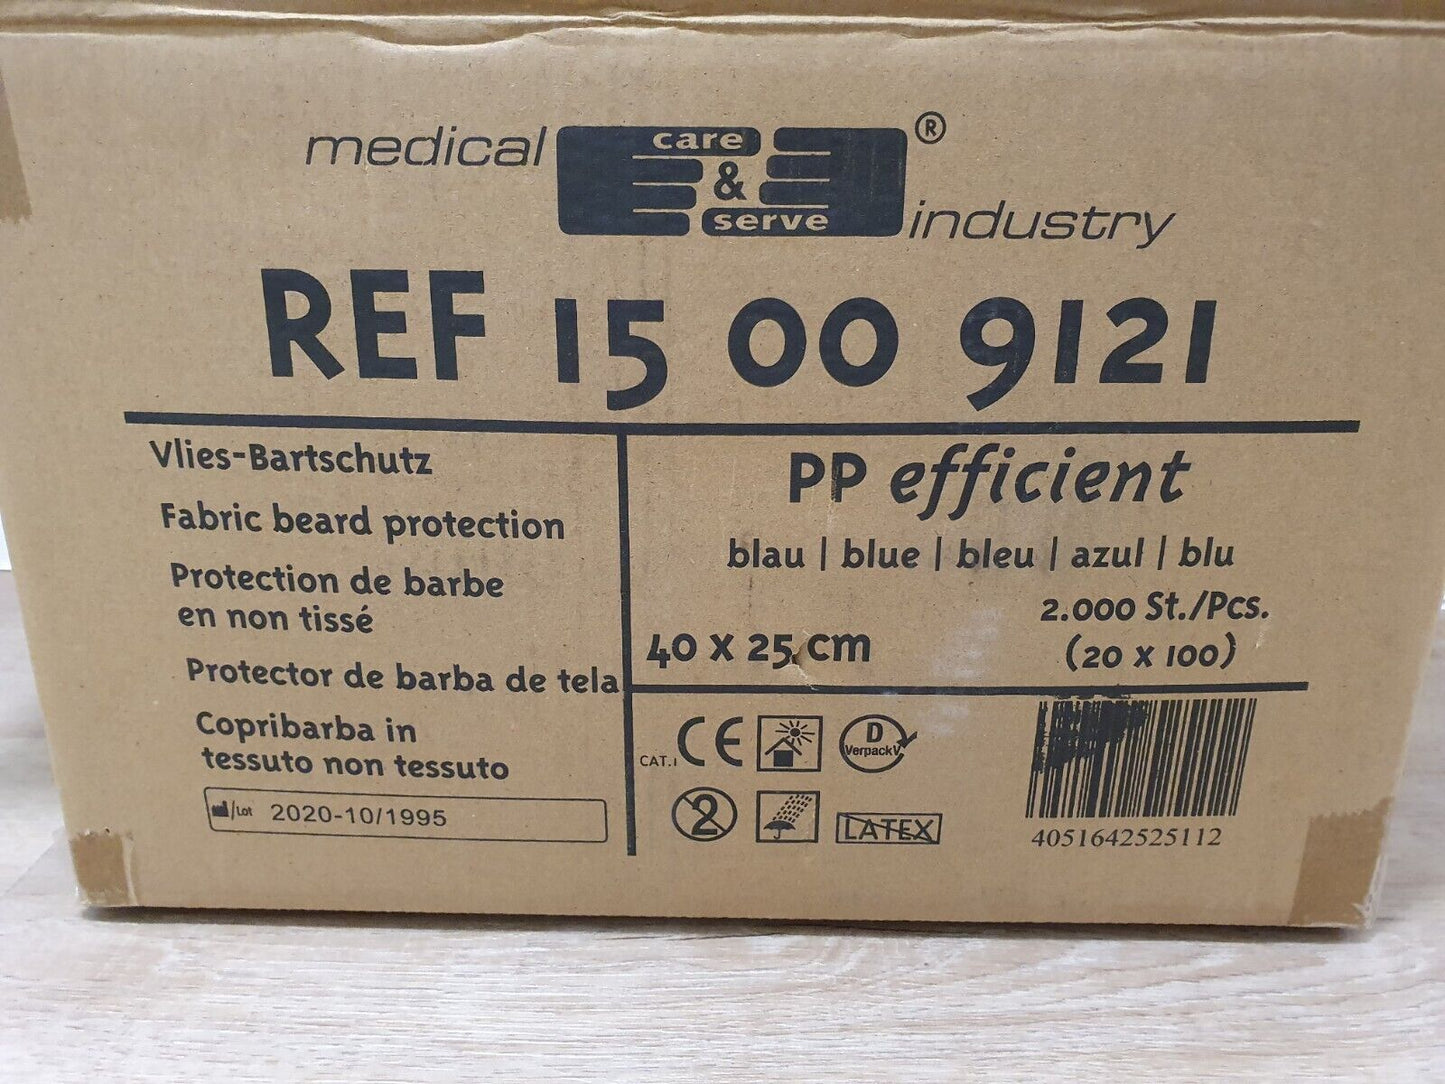 medical care & serve ® industry
REF 15 00 9121
Vlies-Bartschutz
Fabric beard protection
Protection de barbe
en non tissé
Protector de barba de tela
Copribarba in
tessuto non tessuto
/Lot 2020-10/1995
PP efficient
blau | blue | bleu | azul | blu
2.000 St./Pcs.
40 x 25 cm
(20 x 100)
CAT.I CE
D
VerpackV
2
LATEX
4051642525112